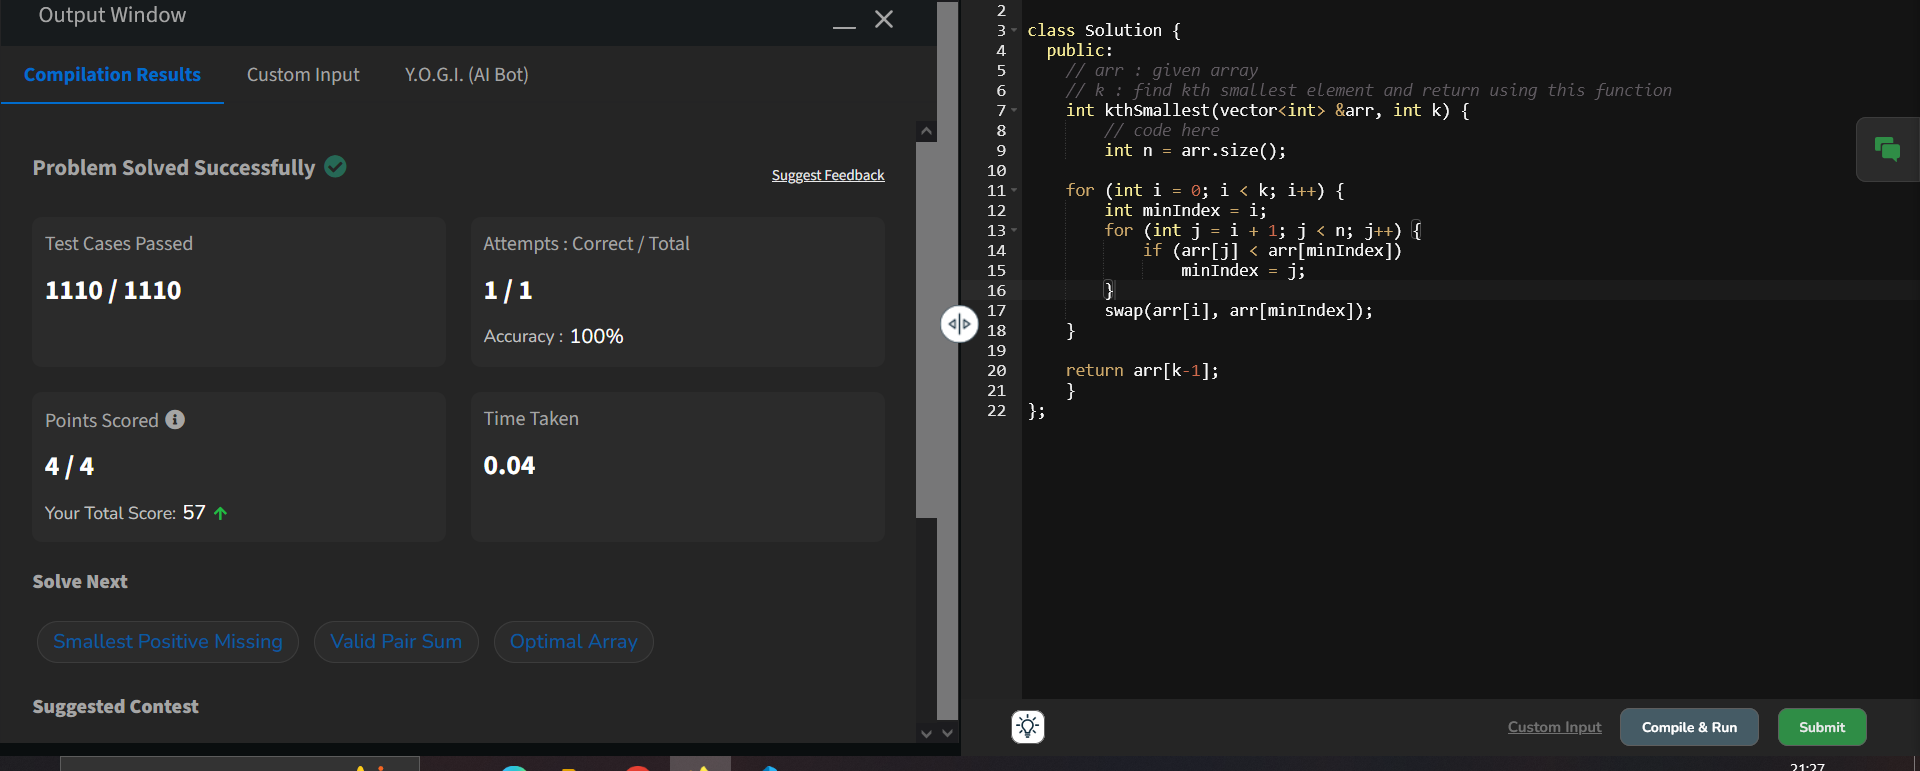 Output Window
Compilation Results
Custom Input
Y.O.G.I. (AI Bot)
Problem Solved Successfully
Suggest Feedback
Test Cases Passed
1110 / 1110
Attempts : Correct / Total
1 / 1
Accuracy : 100%
Points Scored
4 / 4
Your Total Score: 57
Time Taken
0.04
Solve Next
Smallest Positive Missing
Valid Pair Sum
Optimal Array
Suggested Contest
2
3 class Solution {
4   public:
5     // arr : given array
6     // k : find kth smallest element and return using this function
7     int kthSmallest(vector<int> &arr, int k) {
8         // code here
9         int n = arr.size();
10
11     for (int i = 0; i < k; i++) {
12         int minIndex = i;
13         for (int j = i + 1; j < n; j++) {
14             if (arr[j] < arr[minIndex])
15                 minIndex = j;
16         }
17         swap(arr[i], arr[minIndex]);
18     }
19
20     return arr[k-1];
21     }
22 };
Custom Input
Compile & Run
Submit
21:27